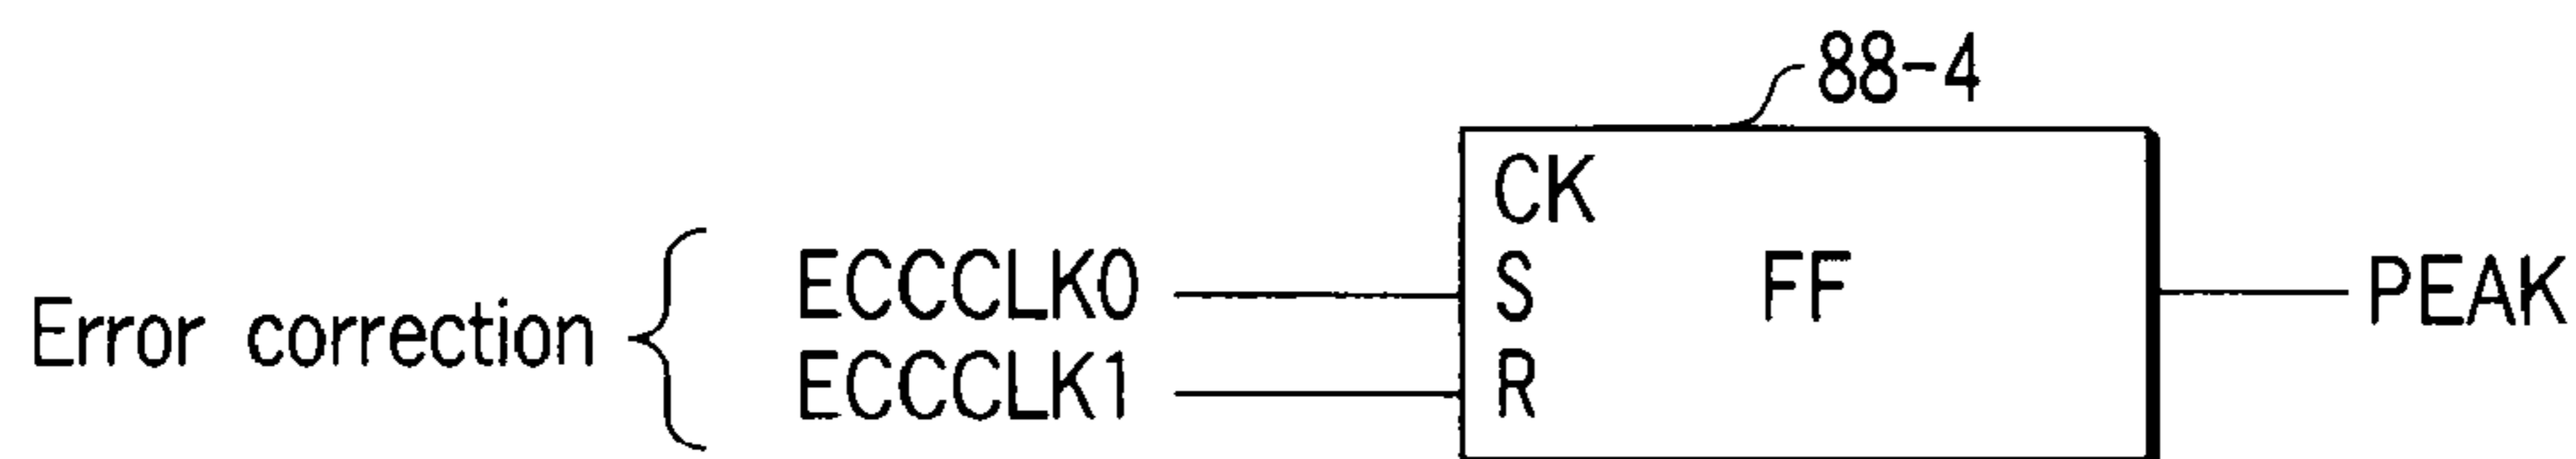 88-4
CK
ECCCLK0 S FF PEAK
Error correction
ECCCLK1 R